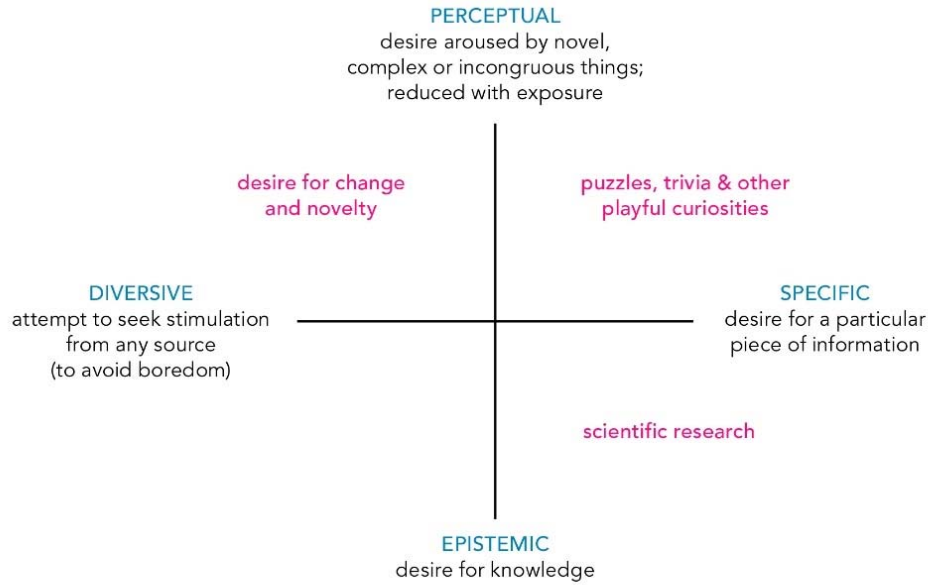 PERCEPTUAL
desire aroused by novel,
complex or incongruous things;
reduced with exposure
desire for change
and novelty
puzzles, trivia & other
playful curiosities
DIVERSIVE
attempt to seek stimulation
from any source
(to avoid boredom)
SPECIFIC
desire for a particular
piece of information
scientific research
EPISTEMIC
desire for knowledge